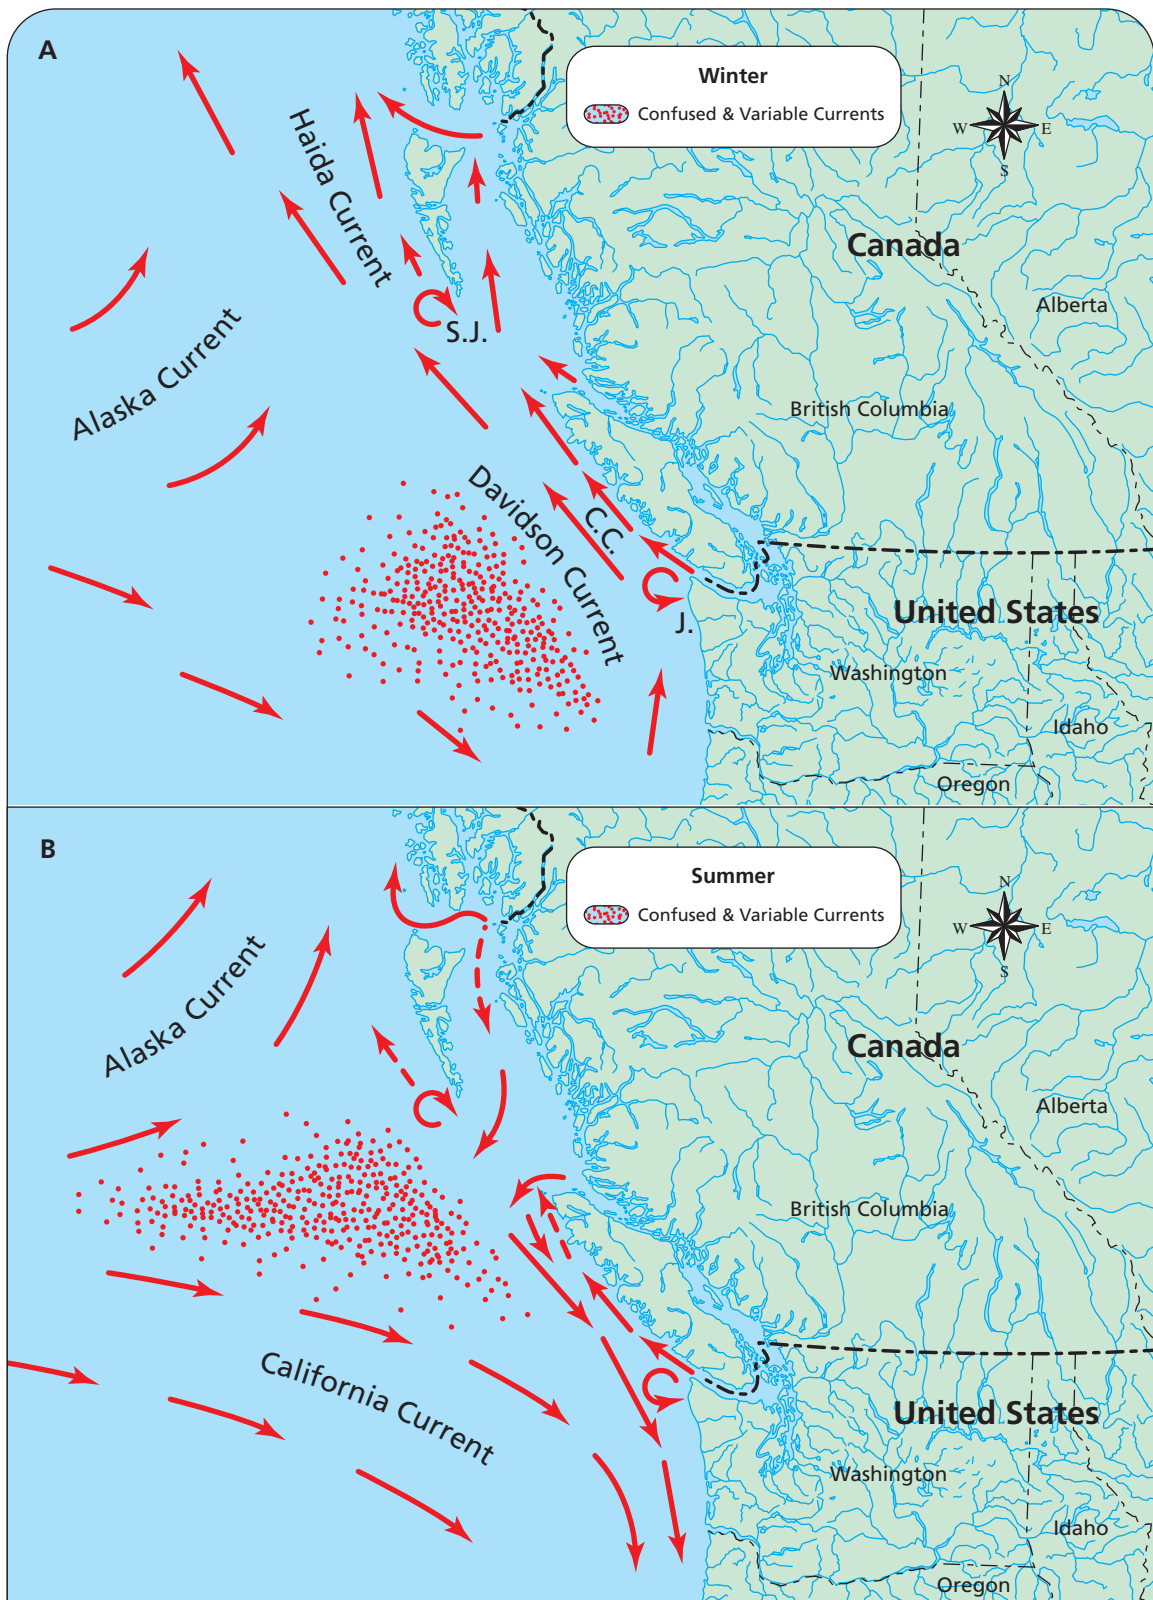 A
Winter
Confused & Variable Currents
N
W
E
S
Haida Current
Canada
Alberta
S.J.
Alaska Current
British Columbia
Davidson Current
C.C.
United States
J.
Washington
Idaho
Oregon
B
Summer
Confused & Variable Currents
N
W
E
S
Alaska Current
Canada
Alberta
British Columbia
California Current
United States
Washington
Idaho
Oregon